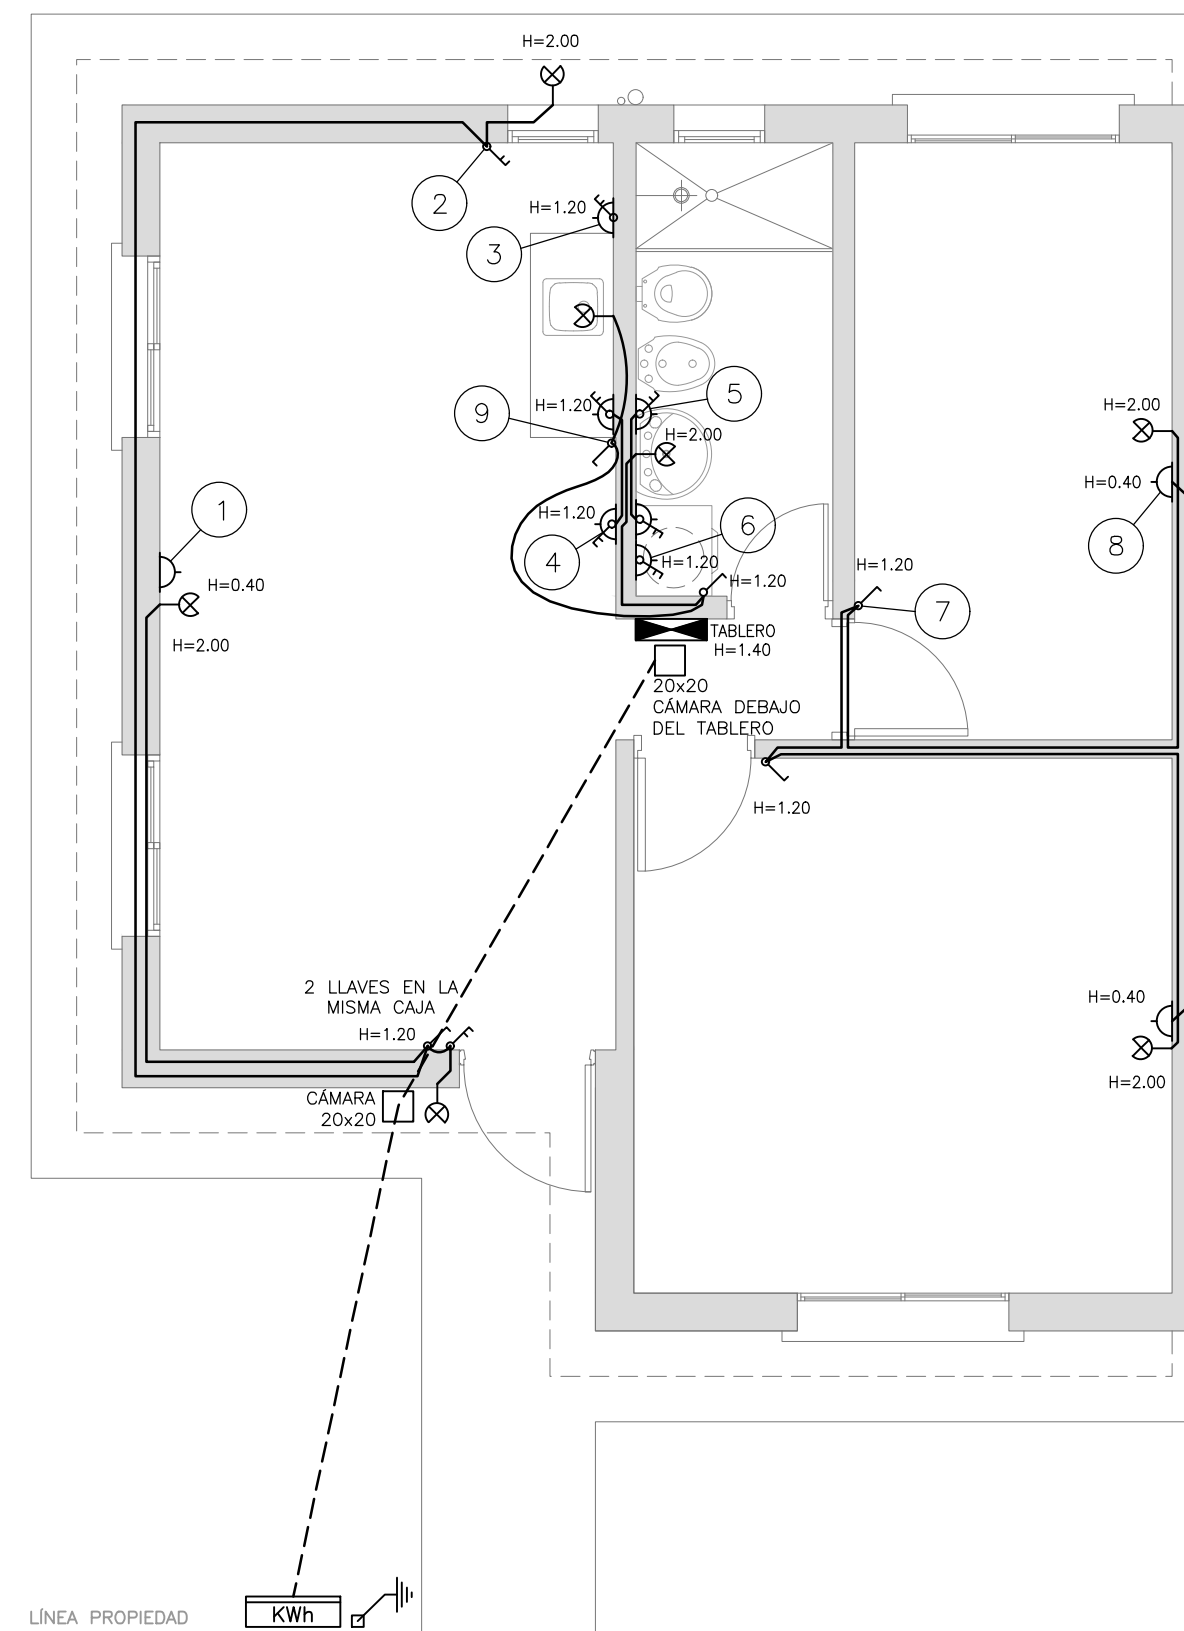 H=2.00
2
H=1.20
3
5
H=1.20
9
H=2.00
H=2.00
H=0.40
1
H=1.20
6
4
H=1.20
8
H=0.40
H=1.20
H=1.20
7
H=2.00
TABLERO
H=1.40
20x20
CÁMARA DEBAJO
DEL TABLERO
H=1.20
2 LLAVES EN LA
MISMA CAJA
H=1.20
H=0.40
H=2.00
CÁMARA
20x20
KWh
LÍNEA PROPIEDAD